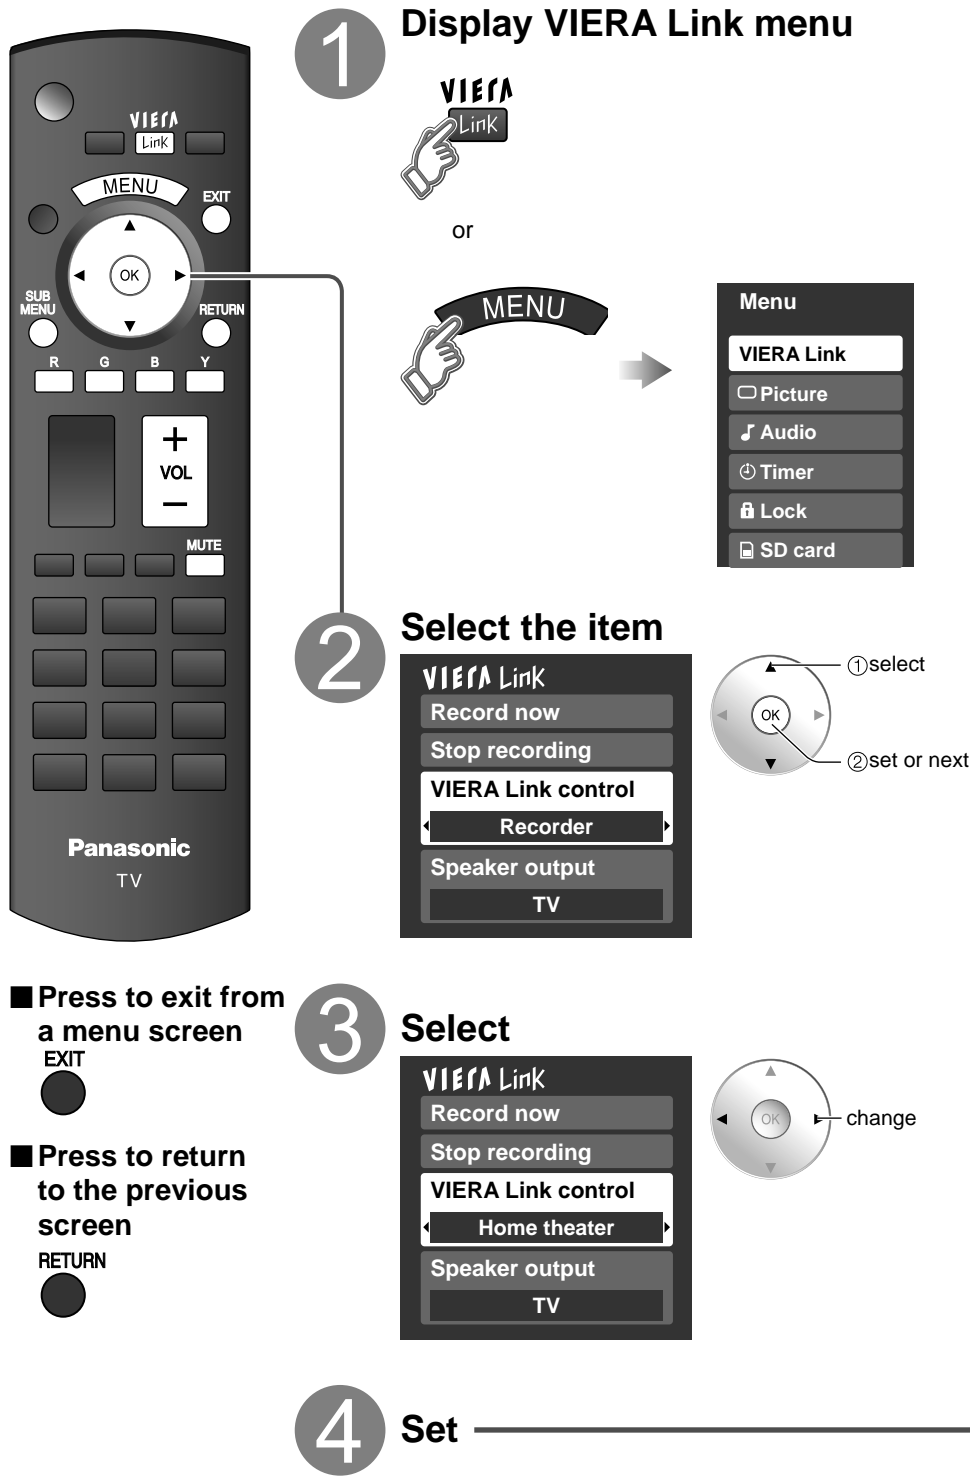 1
Display VIERA Link menu
VIERA
Link
or
MENU
Menu
VIERA Link
Picture
Audio
Timer
Lock
SD card
VIERA
Link
MENU
EXIT
OK
SUB
MENU
RETURN
R G B Y
+
VOL
−
MUTE
Panasonic
TV
2
Select the item
VIERA Link
Record now
Stop recording
VIERA Link control
Recorder
Speaker output
TV
OK
①select
②set or next
■Press to exit from
a menu screen
EXIT
■Press to return
to the previous
screen
RETURN
3
Select
VIERA Link
Record now
Stop recording
VIERA Link control
Home theater
Speaker output
TV
OK
change
4
Set